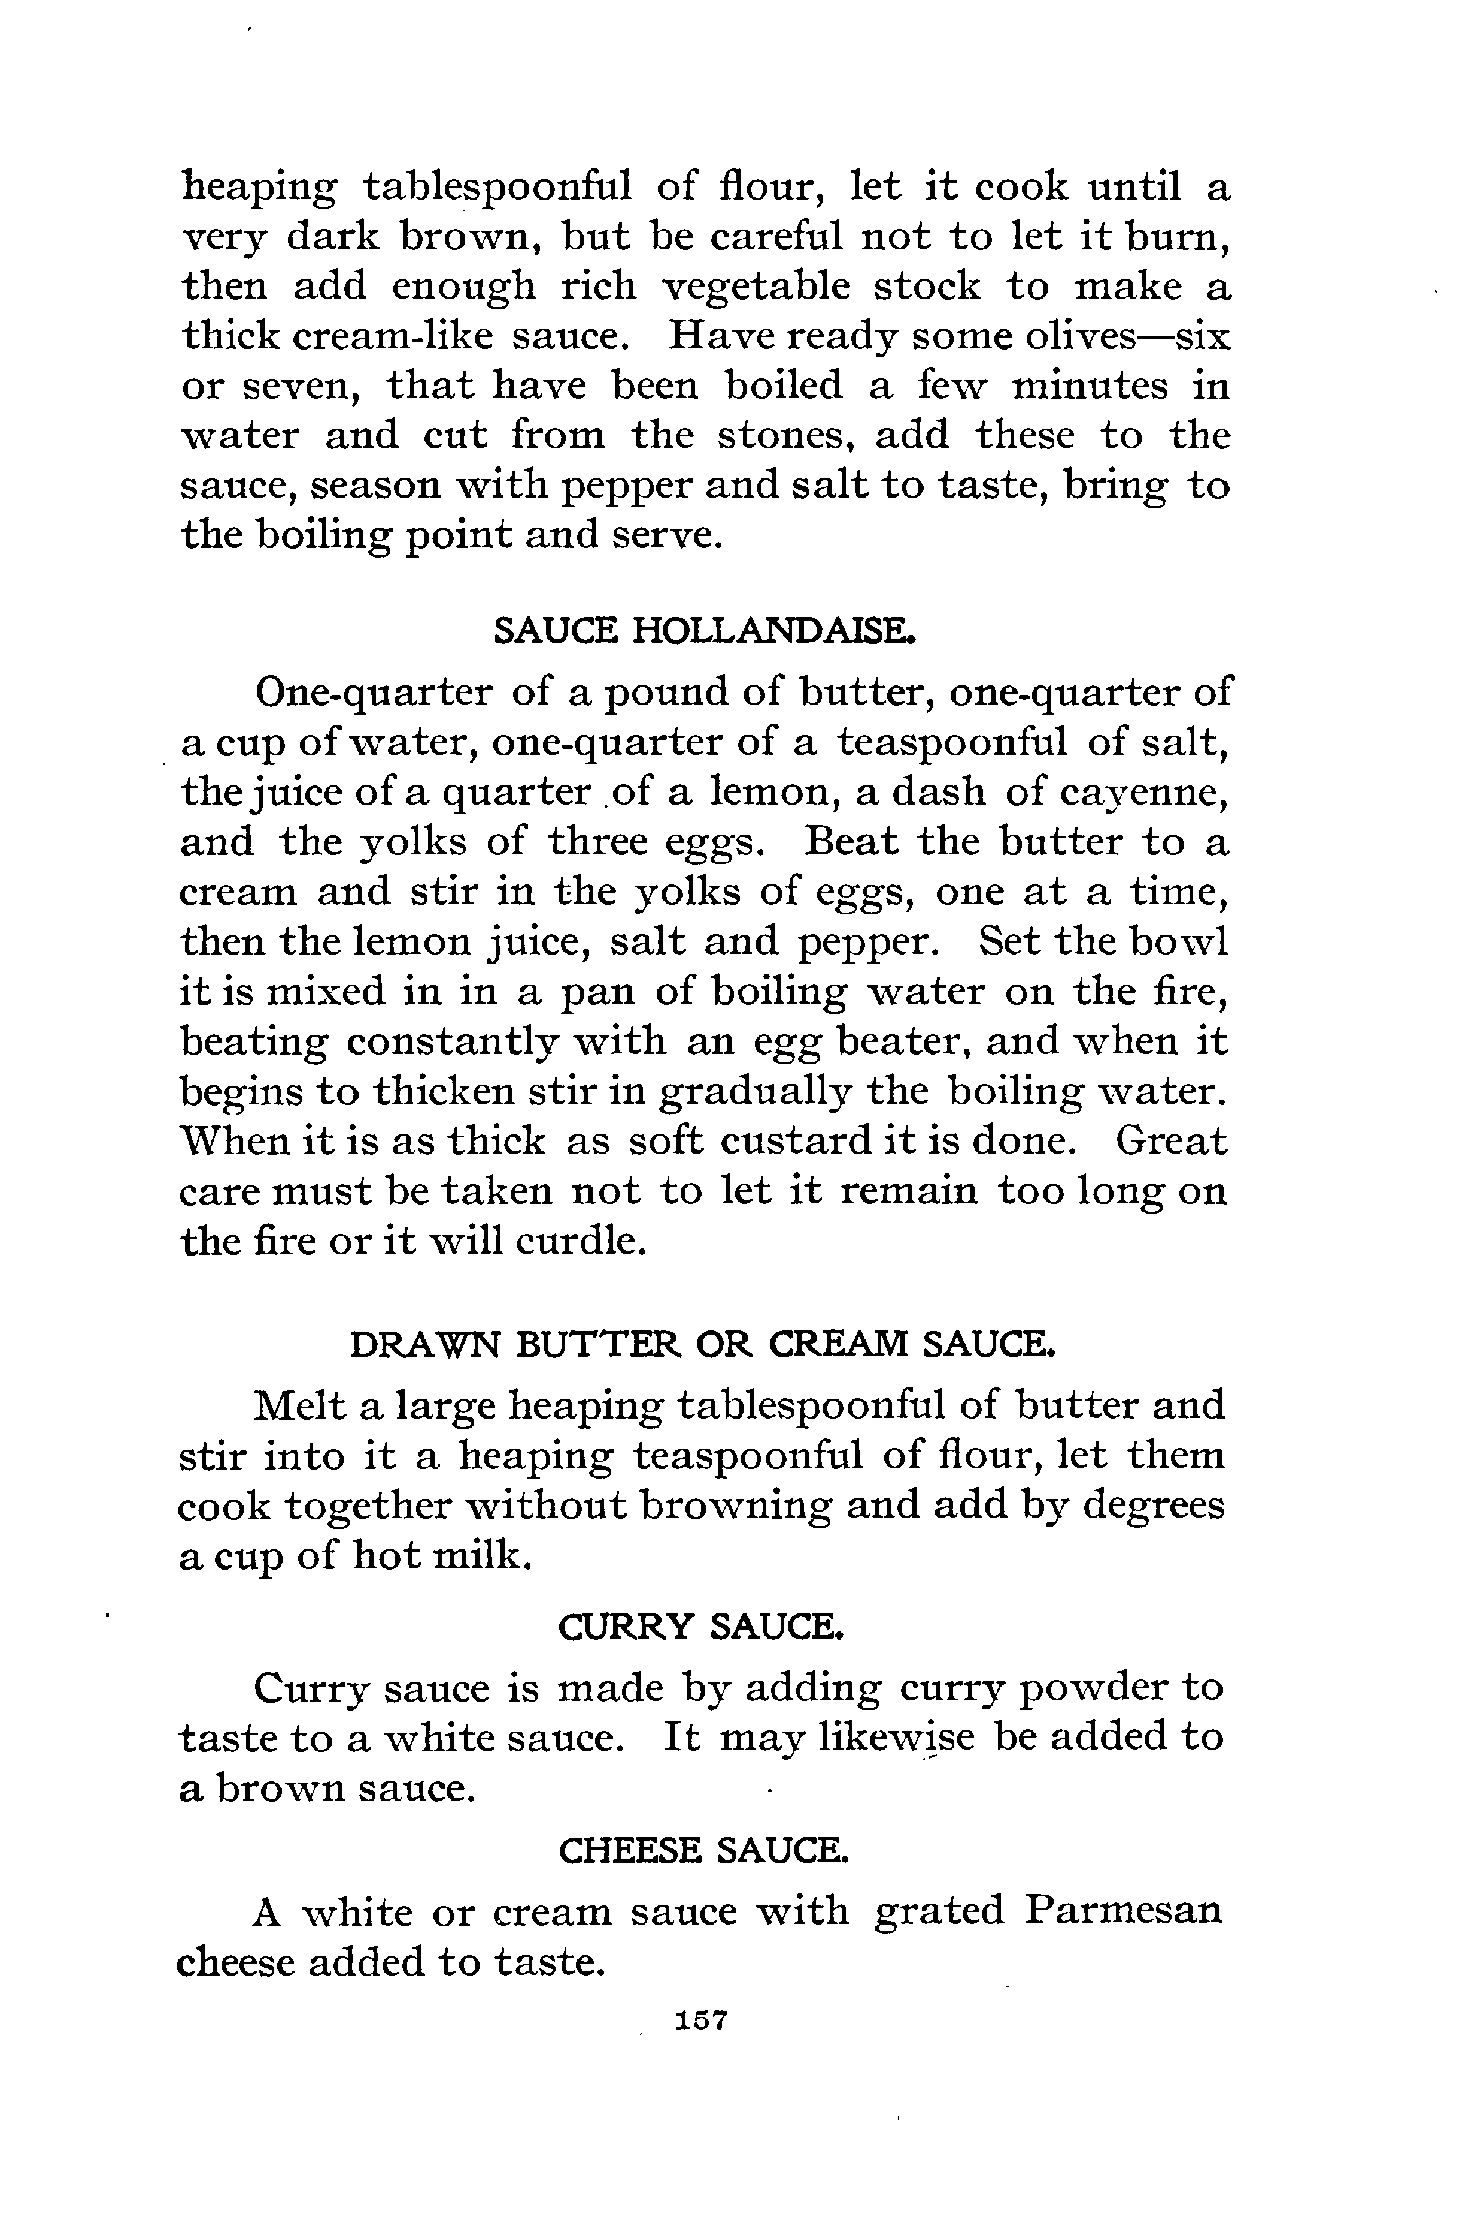 heaping tablespoonful of flour, let it cook until a
very dark brown, but be careful not to let it burn,
then add enough rich vegetable stock to make a
thick cream-like sauce. Have ready some olives—six
or seven, that have been boiled a few minutes in
water and cut from the stones, add these to the
sauce, season with pepper and salt to taste, bring to
the boiling point and serve.
SAUCE HOLLANDAISE.
One-quarter of a pound of butter, one-quarter of
a cup of water, one-quarter of a teaspoonful of salt,
the juice of a quarter of a lemon, a dash of cayenne,
and the yolks of three eggs. Beat the butter to a
cream and stir in the yolks of eggs, one at a time,
then the lemon juice, salt and pepper. Set the bowl
it is mixed in in a pan of boiling water on the fire,
beating constantly with an egg beater, and when it
begins to thicken stir in gradually the boiling water.
When it is as thick as soft custard it is done. Great
care must be taken not to let it remain too long on
the fire or it will curdle.
DRAWN BUTTER OR CREAM SAUCE.
Melt a large heaping tablespoonful of butter and
stir into it a heaping teaspoonful of flour, let them
cook together without browning and add by degrees
a cup of hot milk.
CURRY SAUCE.
Curry sauce is made by adding curry powder to
taste to a white sauce. It may likewise be added to
a brown sauce.
CHEESE SAUCE.
A white or cream sauce with grated Parmesan
cheese added to taste.
157